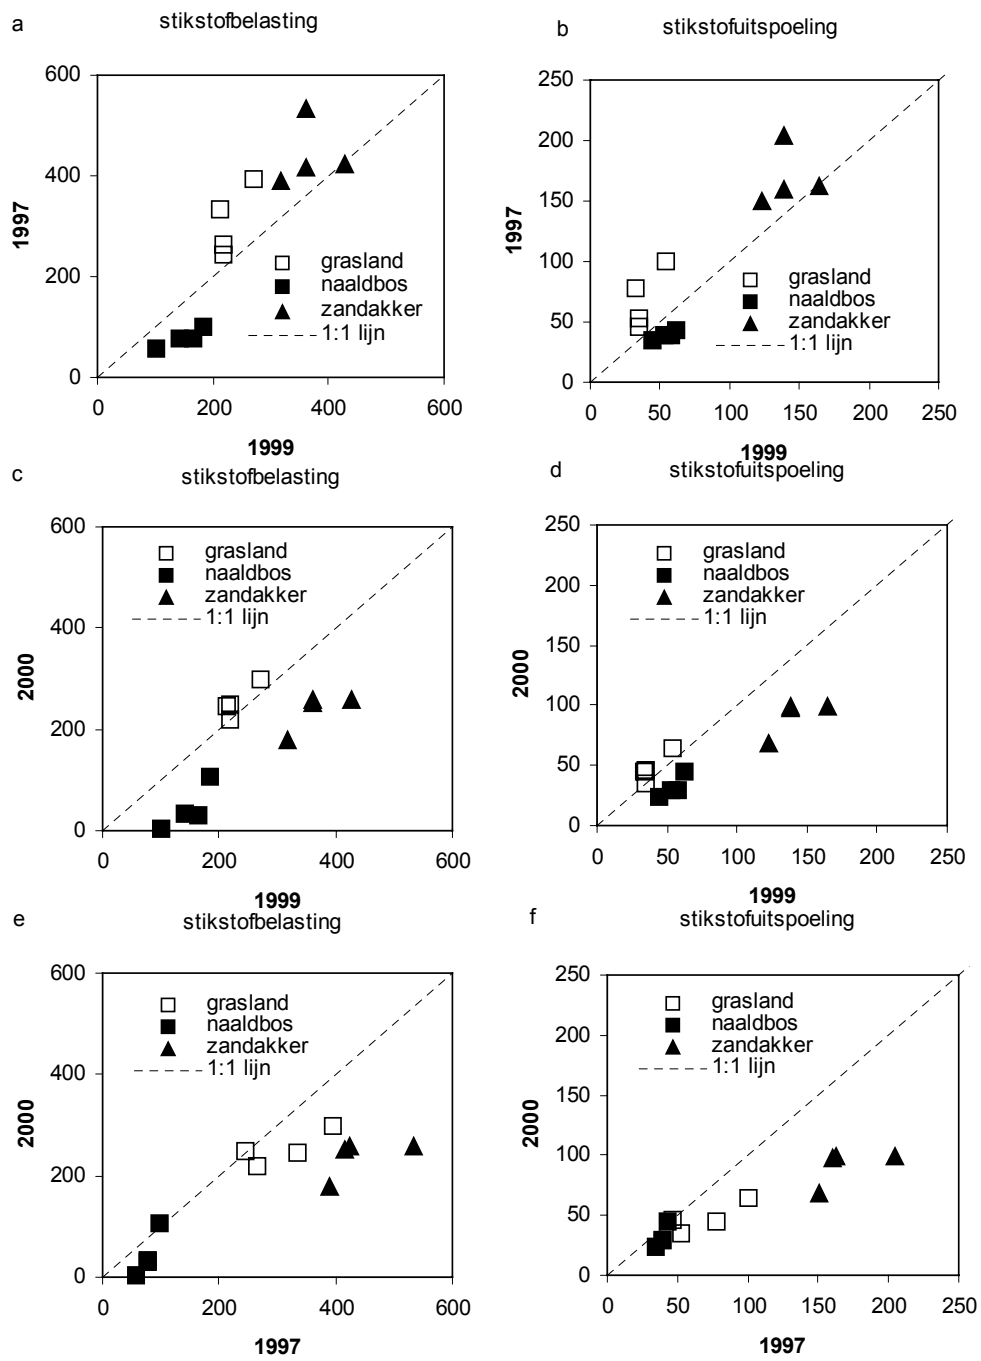 a
stikstofbelasting
600
400
200
0
1997
grasland
naaldbos
zandakker
1:1 lijn
0 200 400 600
1999
b
stikstofuitspoeling
250
200
150
100
50
0
1997
grasland
naaldbos
zandakker
1:1 lijn
0 50 100 150 200 250
1999
c
stikstofbelasting
600
400
200
0
2000
grasland
naaldbos
zandakker
1:1 lijn
0 200 400 600
1999
d
stikstofuitspoeling
250
200
150
100
50
0
2000
grasland
naaldbos
zandakker
1:1 lijn
0 50 100 150 200 250
1999
e
stikstofbelasting
600
400
200
0
2000
grasland
naaldbos
zandakker
1:1 lijn
0 200 400 600
1997
f
stikstofuitspoeling
250
200
150
100
50
0
2000
grasland
naaldbos
zandakker
1:1 lijn
0 50 100 150 200 250
1997